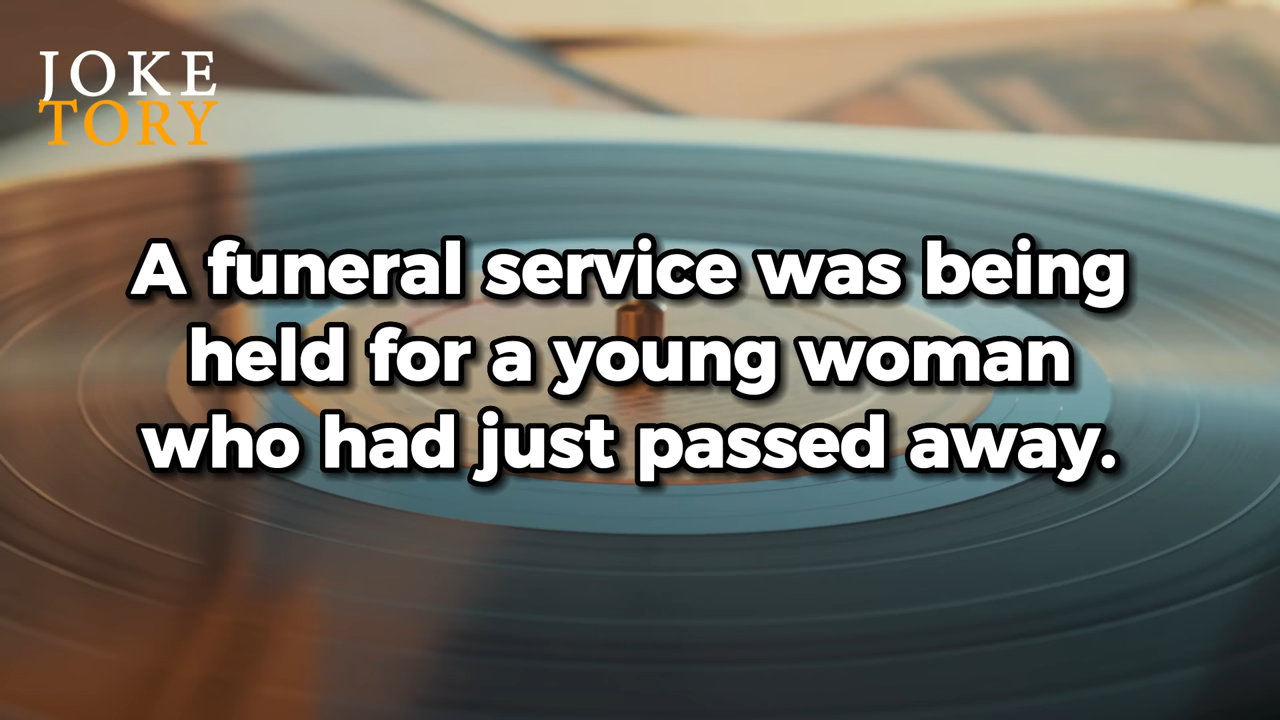 JOKE
TORY
A funeral service was being
held for a young woman
who had just passed away.